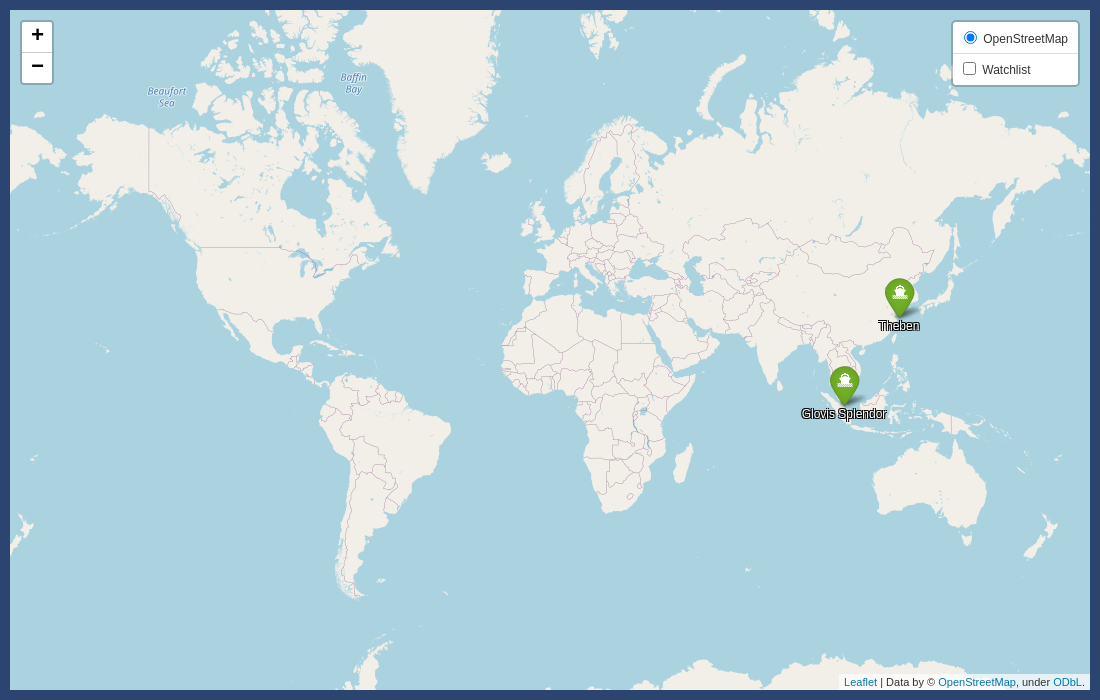 +
−
Beaufort
Sea
Baffin
Bay
OpenStreetMap
Watchlist
Theben
Glovis Splendor
Leaflet | Data by © OpenStreetMap, under ODbL.